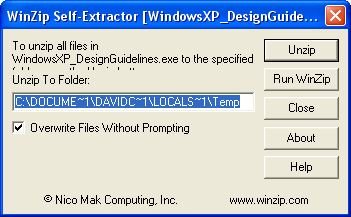 WinZip Self-Extractor [WindowsXP_DesignGuide...
To unzip all files in
WindowsXP_DesignGuidelines.exe to the specified
Unzip To Folder:
C:\DOCUME~1\DAVIDC~1\LOCALS~1\Temp
Overwrite Files Without Prompting
Unzip
Run WinZip
Close
About
Help
© Nico Mak Computing, Inc.
www.winzip.com